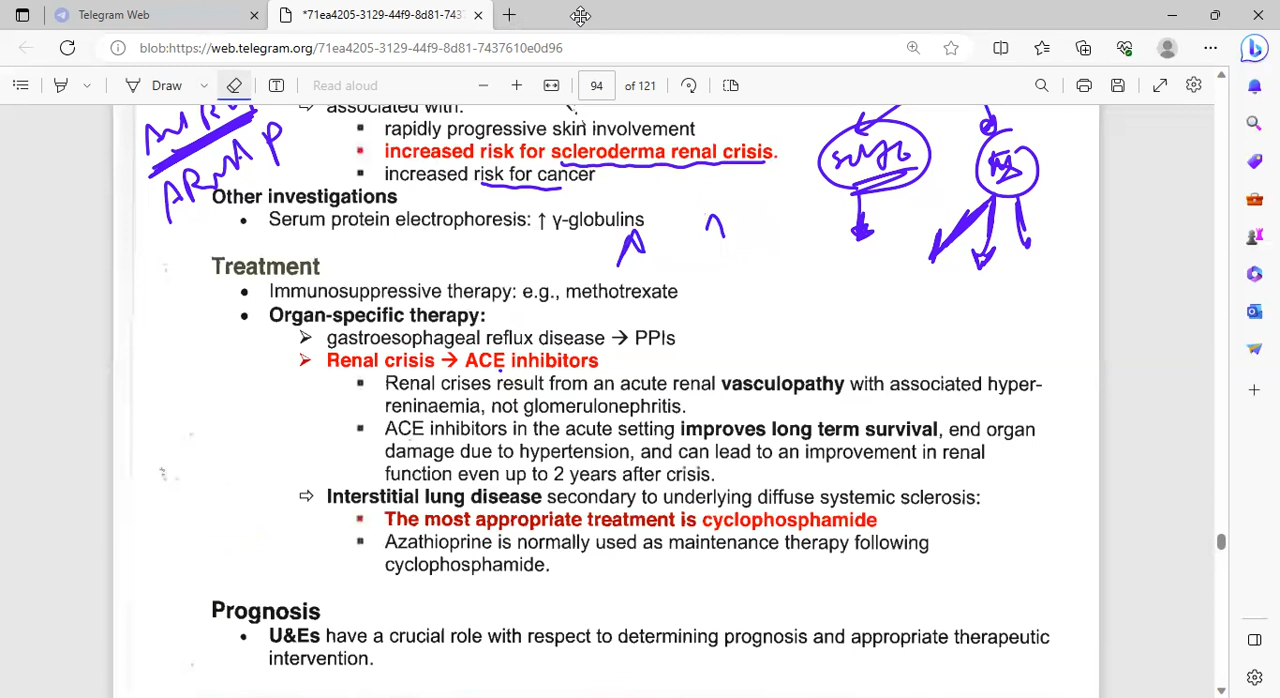 Telegram Web
*71ea4205-3129-44f9-8d81-7437
blob:https://web.telegram.org/71ea4205-3129-44f9-8d81-7437610e0d96
Draw
Read aloud
94 of 121
associated with:
▪ rapidly progressive skin involvement
▪ increased risk for scleroderma renal crisis.
▪ increased risk for cancer
ARNA P
Other investigations
• Serum protein electrophoresis: ↑ γ-globulins
Treatment
• Immunosuppressive therapy: e.g., methotrexate
• Organ-specific therapy:
➢ gastroesophageal reflux disease → PPIs
➢ Renal crisis → ACE inhibitors
▪ Renal crises result from an acute renal vasculopathy with associated hyper-
reninaemia, not glomerulonephritis.
▪ ACE inhibitors in the acute setting improves long term survival, end organ
damage due to hypertension, and can lead to an improvement in renal
function even up to 2 years after crisis.
⇨ Interstitial lung disease secondary to underlying diffuse systemic sclerosis:
▪ The most appropriate treatment is cyclophosphamide
▪ Azathioprine is normally used as maintenance therapy following
cyclophosphamide.
Prognosis
• U&Es have a crucial role with respect to determining prognosis and appropriate therapeutic
intervention.